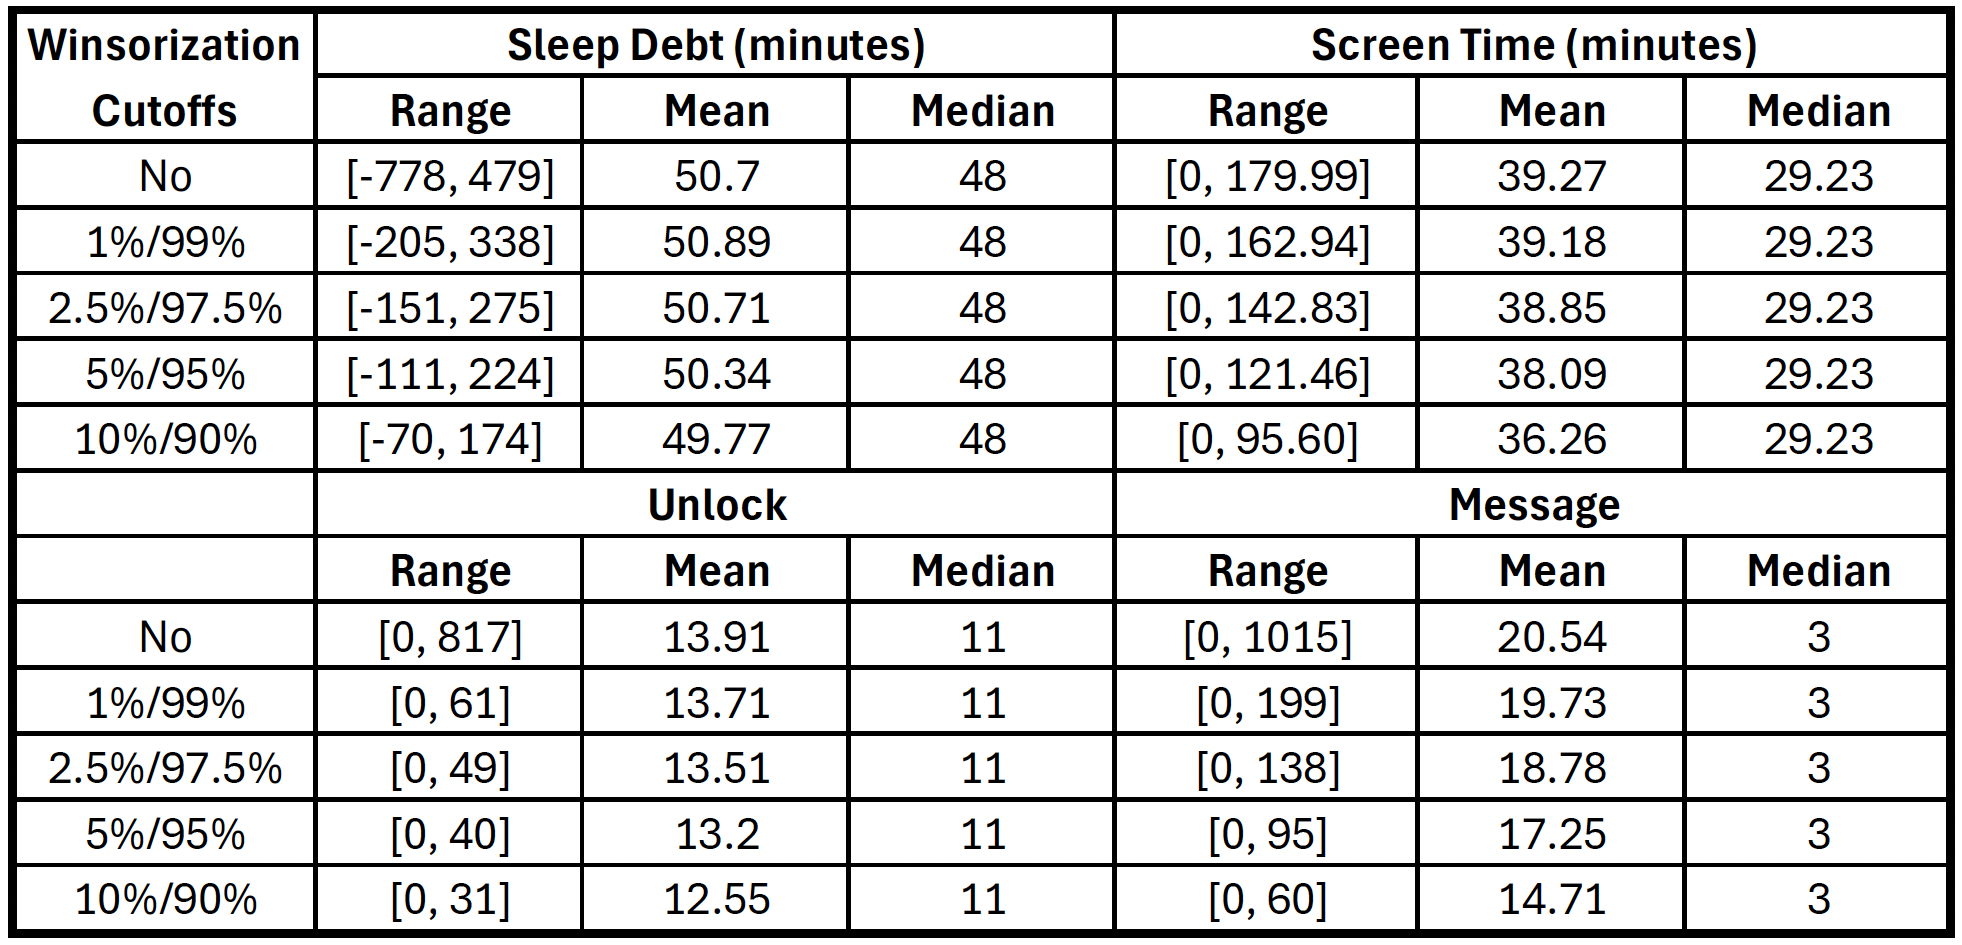 Winsorization Sleep Debt (minutes) Screen Time (minutes)
Cutoffs Range Mean Median Range Mean Median
No [-778, 479] 50.7 48 [0, 179.99] 39.27 29.23
1%/99% [-205, 338] 50.89 48 [0, 162.94] 39.18 29.23
2.5%/97.5% [-151, 275] 50.71 48 [0, 142.83] 38.85 29.23
5%/95% [-111, 224] 50.34 48 [0, 121.46] 38.09 29.23
10%/90% [-70, 174] 49.77 48 [0, 95.60] 36.26 29.23
Unlock Message
Range Mean Median Range Mean Median
No [0, 817] 13.91 11 [0, 1015] 20.54 3
1%/99% [0, 61] 13.71 11 [0, 199] 19.73 3
2.5%/97.5% [0, 49] 13.51 11 [0, 138] 18.78 3
5%/95% [0, 40] 13.2 11 [0, 95] 17.25 3
10%/90% [0, 31] 12.55 11 [0, 60] 14.71 3